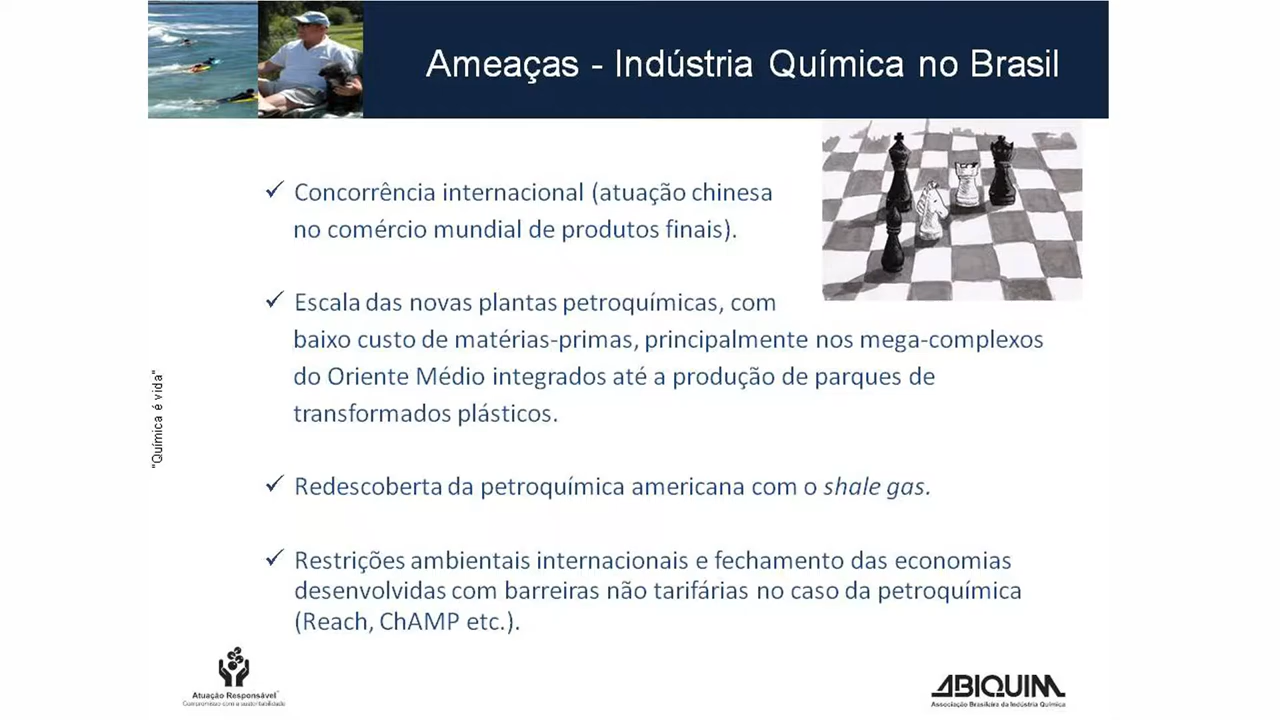 Ameaças - Indústria Química no Brasil
Concorrência internacional (atuação chinesa
no comércio mundial de produtos finais).
Escala das novas plantas petroquímicas, com
baixo custo de matérias-primas, principalmente nos mega-complexos
do Oriente Médio integrados até a produção de parques de
transformados plásticos.
Redescoberta da petroquímica americana com o shale gas.
Restrições ambientais internacionais e fechamento das economias
desenvolvidas com barreiras não tarifárias no caso da petroquímica
(Reach, ChAMP etc.).
"Química é vida"
Atuação Responsável
Compromisso com a sustentabilidade
ABIQUIM
Associação Brasileira da Indústria Química